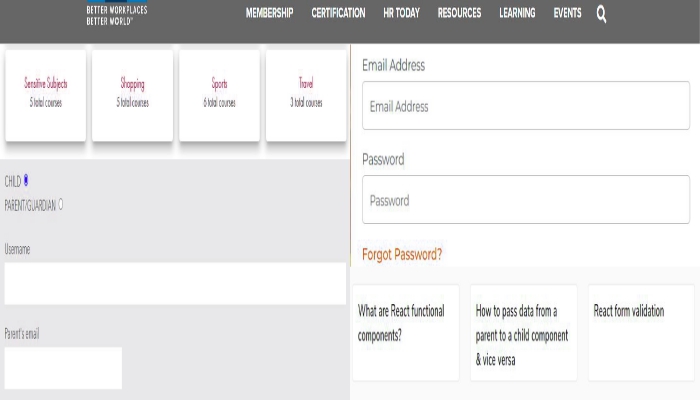 BETTER WORKPLACES
BETTER WORLD™
MEMBERSHIP CERTIFICATION HR TODAY RESOURCES LEARNING EVENTS
Sensitive Subjects
5 total courses
Shopping
5 total courses
Sports
6 total courses
Travel
3 total courses
CHILD
PARENT/GUARDIAN
Username
Parent's email
Email Address
Email Address
Password
Password
Forgot Password?
What are React functional
components?
How to pass data from a
parent to a child component
& vice versa
React form validation